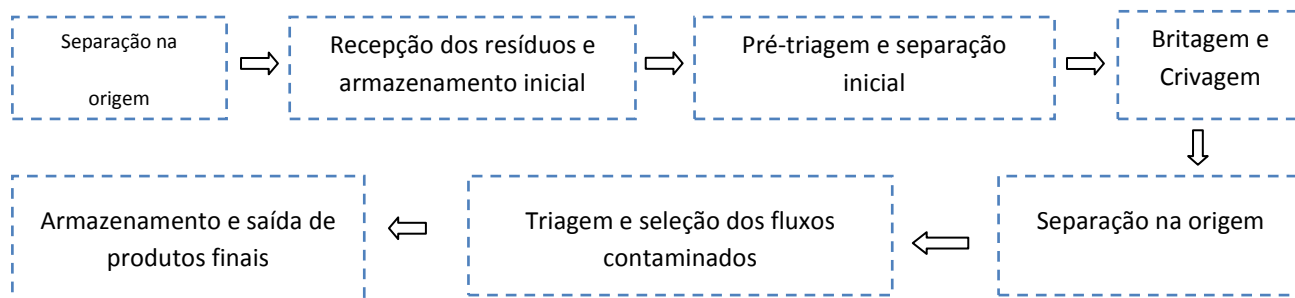 Separação na
origem
Recepção dos resíduos e
armazenamento inicial
Pré-triagem e separação
inicial
Britagem e
Crivagem
Separação na origem
Triagem e seleção dos fluxos
contaminados
Armazenamento e saída de
produtos finais